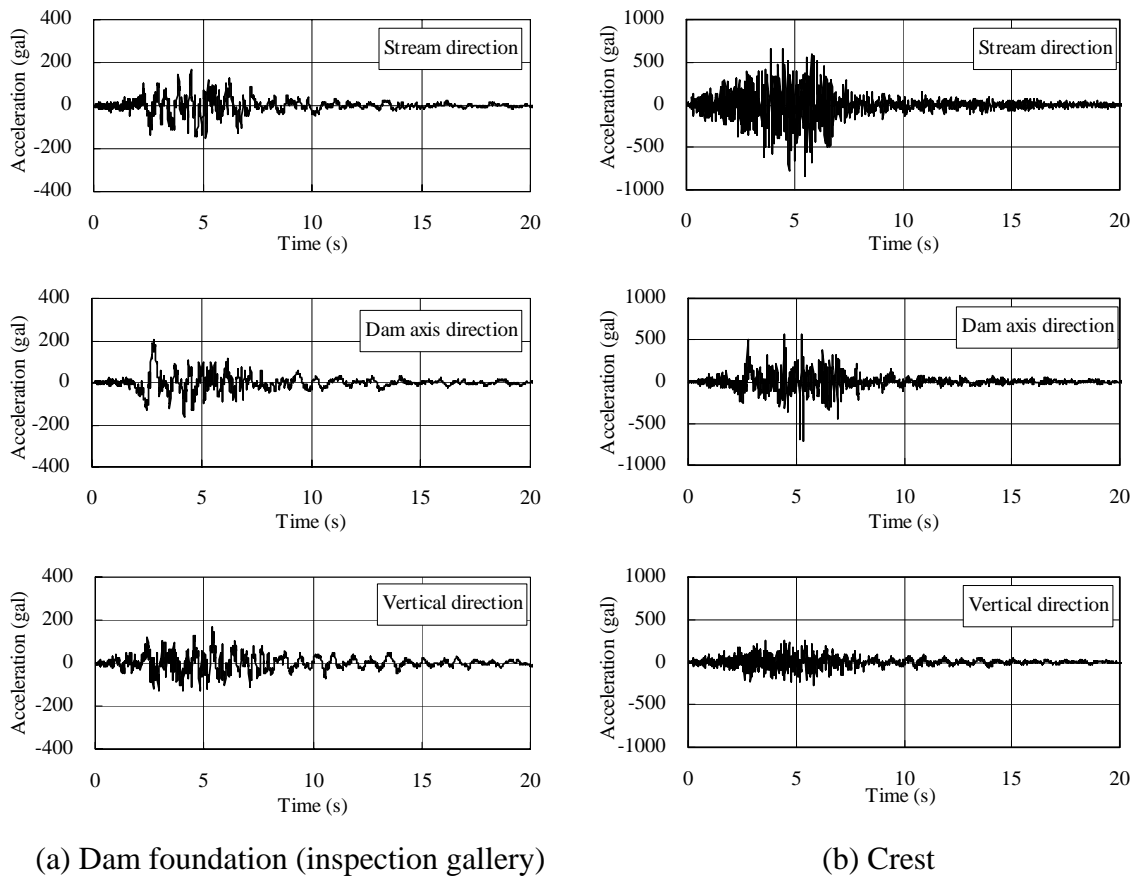 400
200
0
-200
-400
Acceleration (gal)
Stream direction
0 5 10 15 20
Time (s)
1000
500
0
-500
-1000
Acceleration (gal)
Stream direction
0 5 10 15 20
Time (s)
400
200
0
-200
-400
Acceleration (gal)
Dam axis direction
0 5 10 15 20
Time (s)
1000
500
0
-500
-1000
Acceleration (gal)
Dam axis direction
0 5 10 15 20
Time (s)
400
200
0
-200
-400
Acceleration (gal)
Vertical direction
0 5 10 15 20
Time (s)
1000
500
0
-500
-1000
Acceleration (gal)
Vertical direction
0 5 10 15 20
Time (s)
(a) Dam foundation (inspection gallery)
(b) Crest